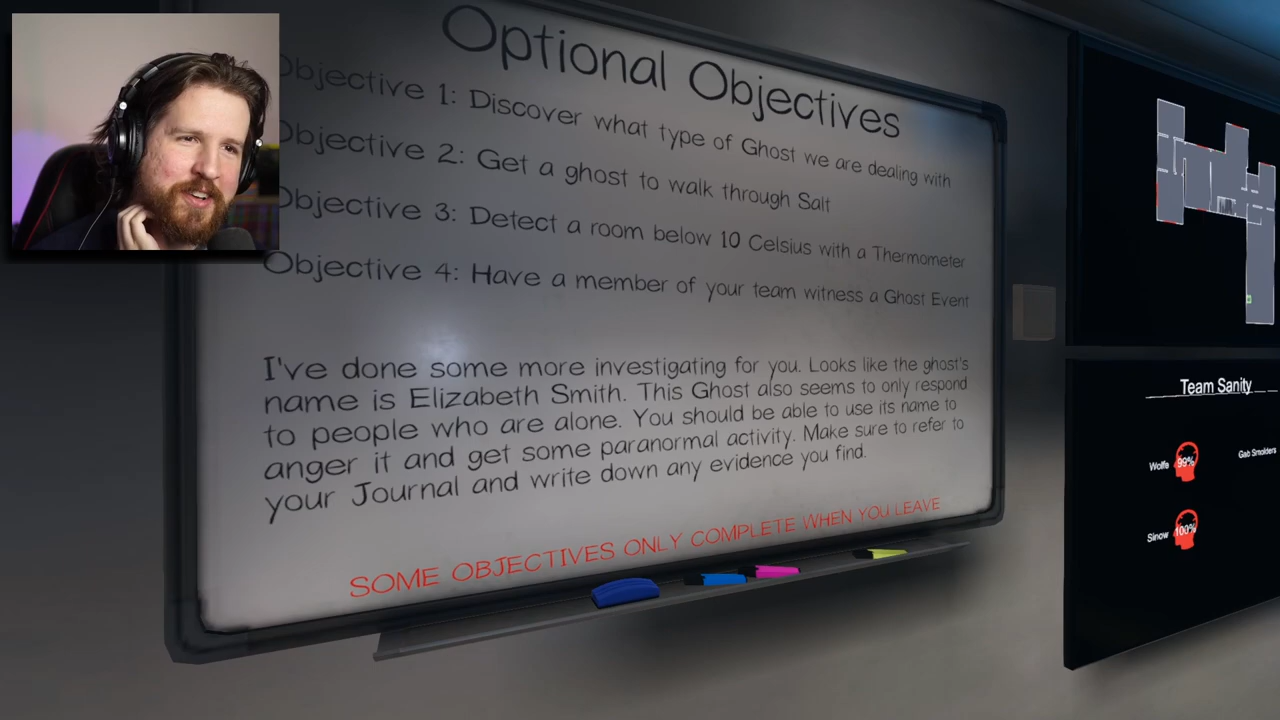 Optional Objectives
Objective 1: Discover what type of Ghost we are dealing with
Objective 2: Get a ghost to walk through Salt
Objective 3: Detect a room below 10 Celsius with a Thermometer
Objective 4: Have a member of your team witness a Ghost Event
I've done some more investigating for you. Looks like the ghost's
name is Elizabeth Smith. This Ghost also seems to only respond
to people who are alone. You should be able to use its name to
anger it and get some paranormal activity. Make sure to refer to
your Journal and write down any evidence you find.
SOME OBJECTIVES ONLY COMPLETE WHEN YOU LEAVE
Team Sanity
Wolfe 99%
Gab Smolders
Sinow 100%